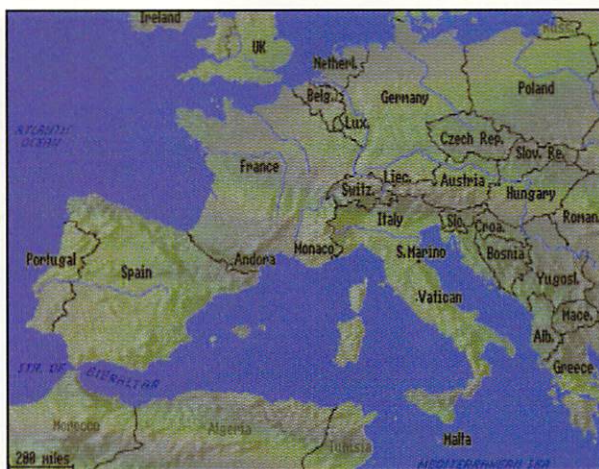 Ireland
UK
Russ.
Netherl.
Poland
Belg.
Germany
ATLANTIC
OCEAN
Lux.
Czech Rep.
Slov. Re.
France
Liec.
Austria
Switz.
Hungary
Italy
Slo.
Croa.
Roman.
Portugal
Spain
Andora
Monaco
S.Marino
Bosnia
Yugosl.
Vatican
Mace.
Alb.
Greece
STR. OF
GIBRALTAR
Morocco
Algeria
Tunisia
Malta
200 miles
MEDITERRANEAN SEA